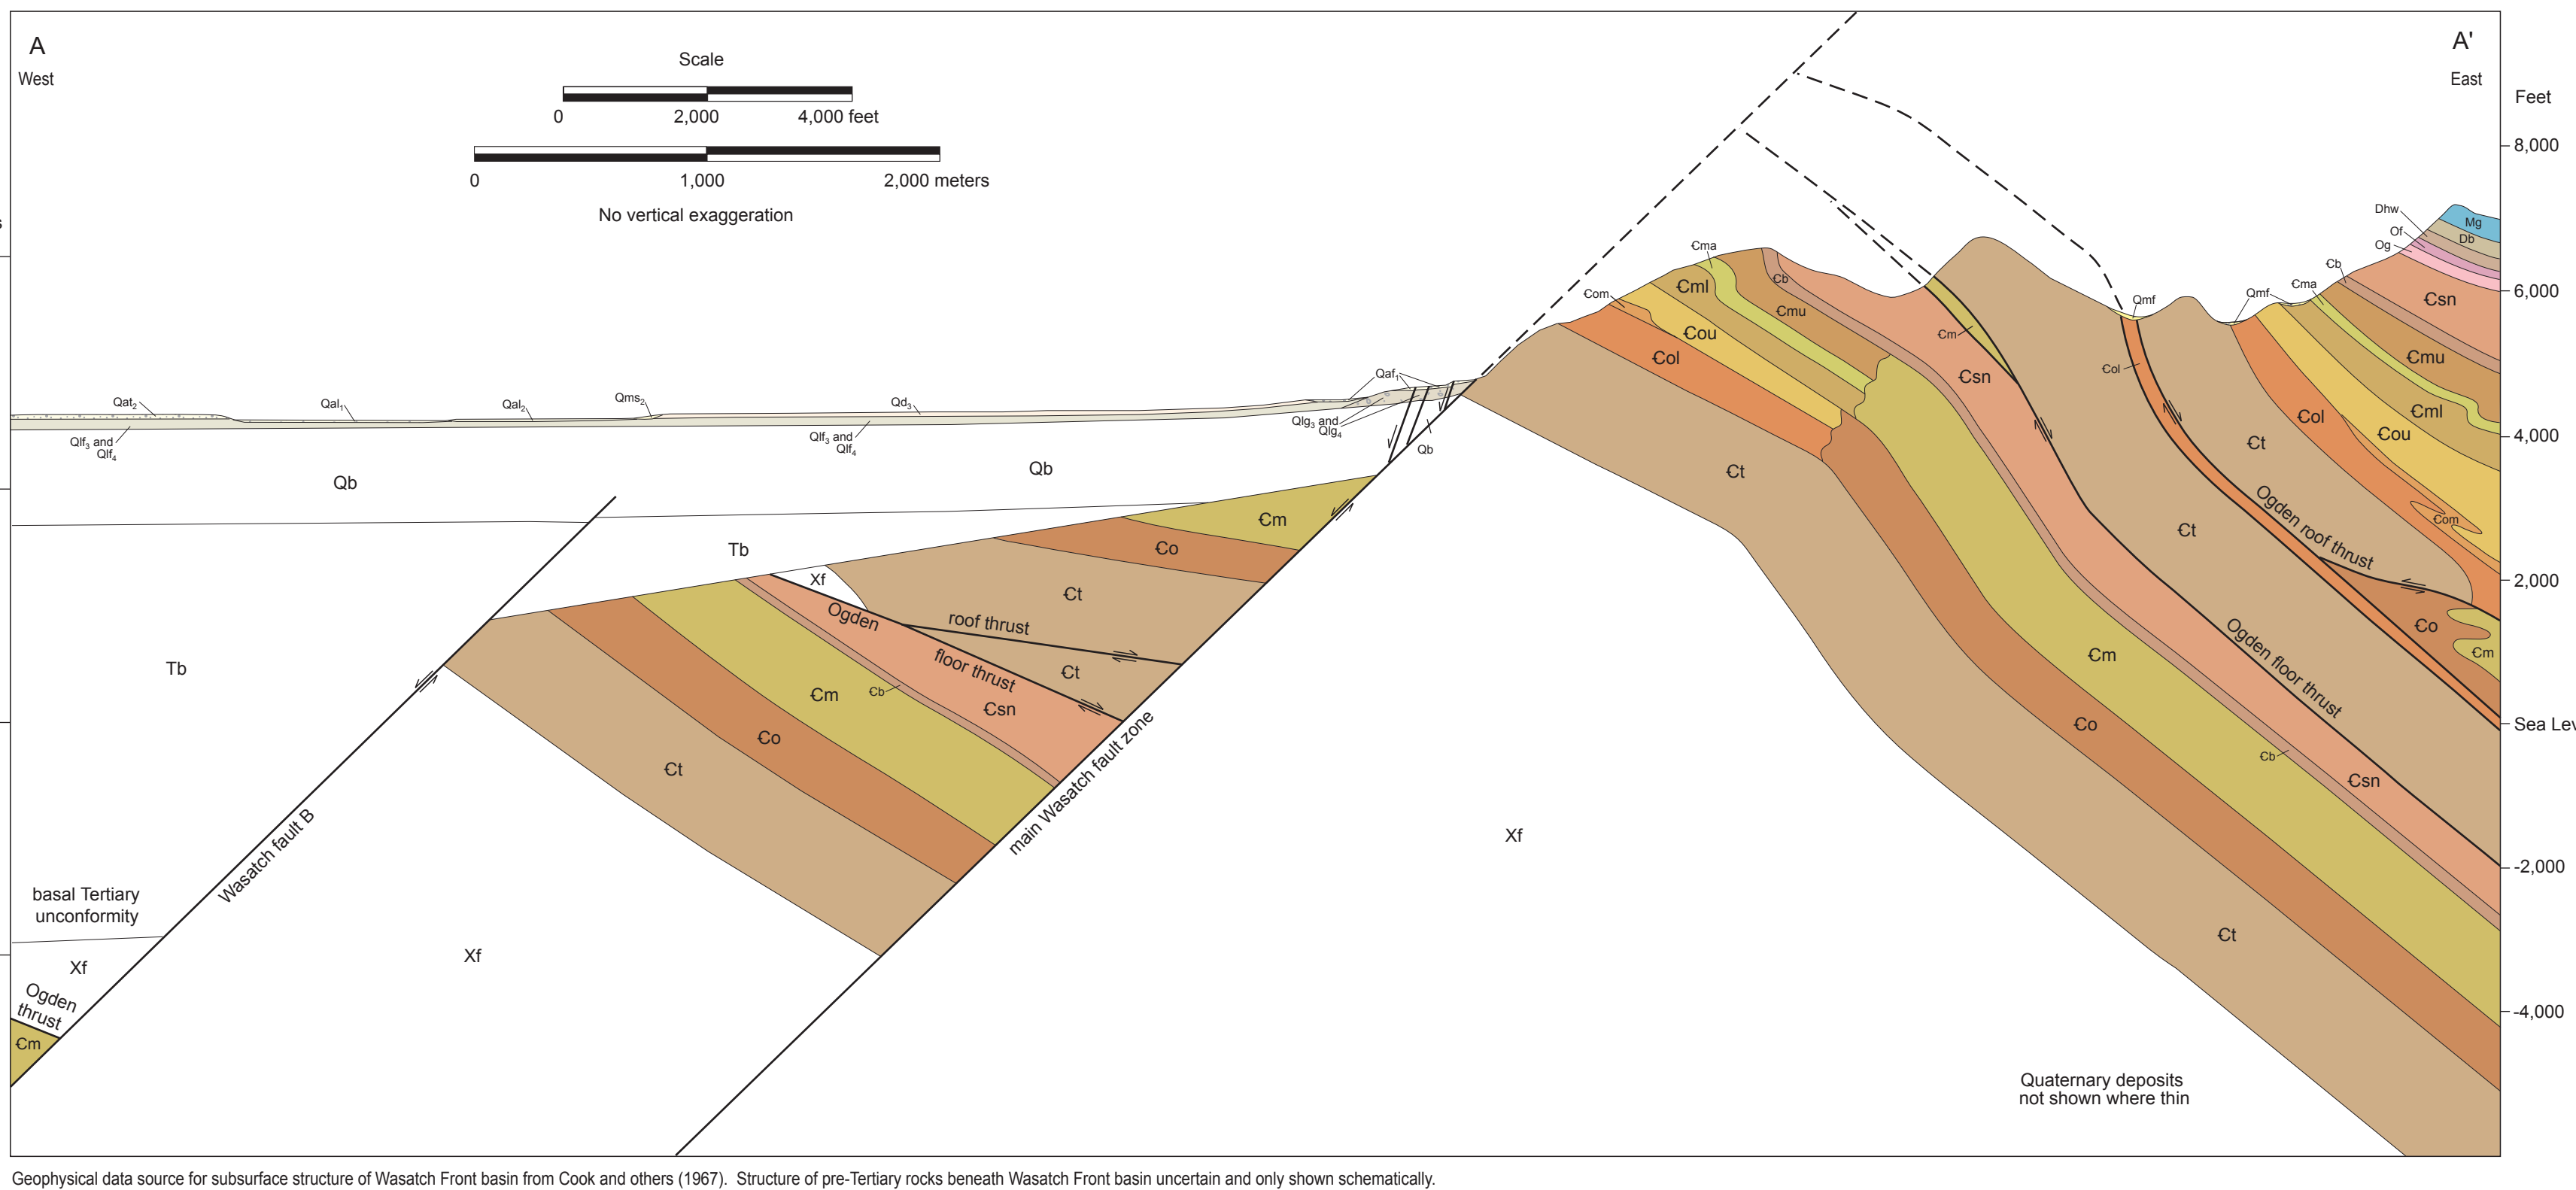 A
A'
West
East
Scale
0 2,000 4,000 feet
0 1,000 2,000 meters
No vertical exaggeration
Feet
8,000
6,000
4,000
2,000
Sea Lev
-2,000
-4,000
s
Dhw
Mg
Of
Db
Og
Ꞓb
Ꞓsn
Ꞓma
Qmf
Qmf
Ꞓmu
Ꞓml
Ꞓou
Ꞓol
Ꞓom
Ꞓt
Ꞓol
Ꞓma
Ꞓb
Ꞓml
Ꞓmu
Ꞓom
Ꞓou
Ꞓol
Ꞓm
Ꞓsn
Ꞓt
Ꞓt
Ogden roof thrust
Ꞓo
Ꞓm
Ogden floor thrust
Ꞓm
Ꞓo
Ꞓb
Ꞓsn
Ꞓt
Xf
Qat2
Qal1
Qal2
Qms2
Qd3
Qaf1
Qlf3 and
Qlf4
Qlf3 and
Qlf4
Qlg3 and
Qlg4
Qb
Qb
Qb
Tb
Tb
Ꞓm
Ꞓo
Ꞓt
Xf
Ogden
roof thrust
floor thrust
Ꞓt
Ꞓsn
Ꞓb
Ꞓm
Ꞓo
Ꞓt
main Wasatch fault zone
Wasatch fault B
basal Tertiary
unconformity
Xf
Xf
Ogden
thrust
Ꞓm
Quaternary deposits
not shown where thin
Geophysical data source for subsurface structure of Wasatch Front basin from Cook and others (1967).  Structure of pre-Tertiary rocks beneath Wasatch Front basin uncertain and only shown schematically.